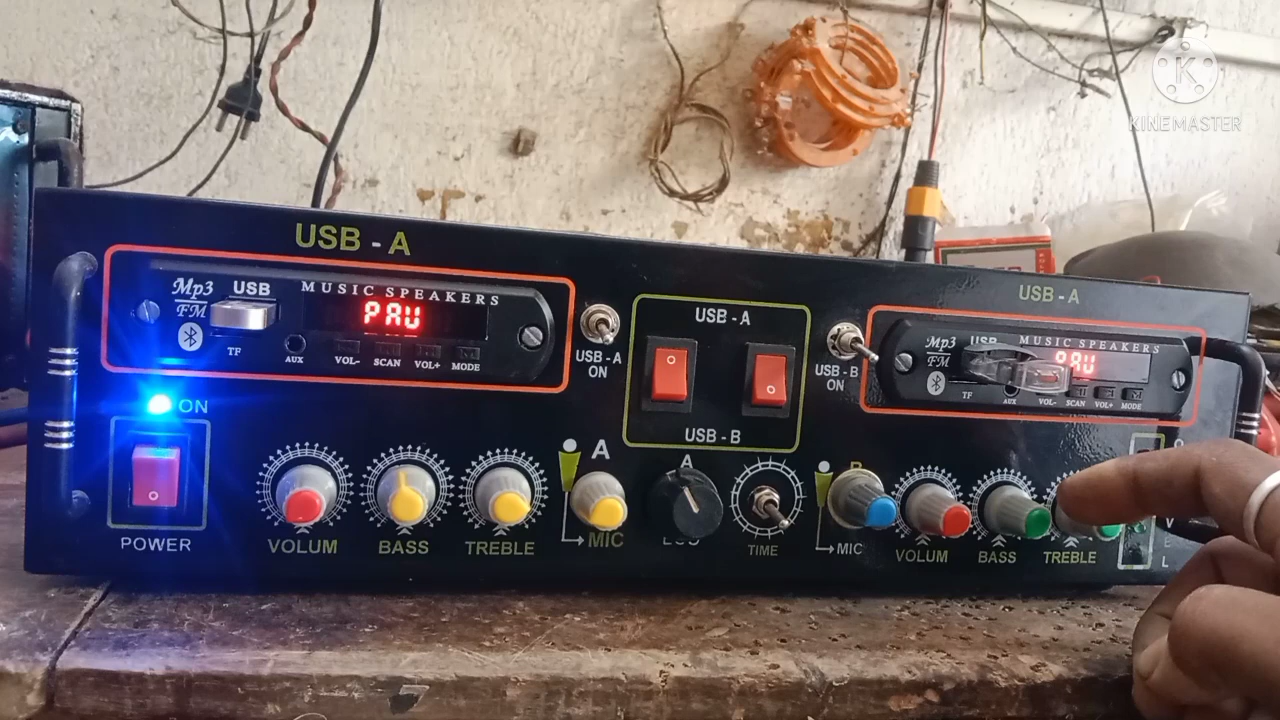 KINEMASTER
USB - A
USB - A
Mp3
FM
USB
MUSIC SPEAKERS
PAU
TF
AUX
VOL-
SCAN
VOL+
MODE
USB - A
ON
USB - A
USB - B
USB - B
ON
Mp3
FM
USB
MUSIC SPEAKERS
PAU
TF
AUX
VOL-
SCAN
VOL+
MODE
ON
POWER
VOLUM
BASS
TREBLE
A
MIC
A
TIME
B
MIC
VOLUM
BASS
TREBLE